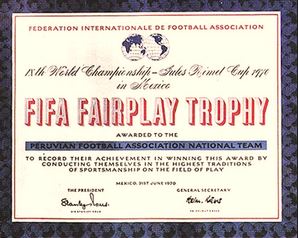 FEDERATION INTERNATIONALE DE FOOTBALL ASSOCIATION
18th World Championship - Jules Rimet Cup 1970
in Mexico
FIFA FAIRPLAY TROPHY
AWARDED TO THE
PERUVIAN FOOTBALL ASSOCIATION NATIONAL TEAM
TO RECORD THEIR ACHIEVEMENT IN WINNING THIS AWARD BY
CONDUCTING THEMSELVES IN THE HIGHEST TRADITIONS
OF SPORTSMANSHIP ON THE FIELD OF PLAY
MEXICO, 21ST JUNE 1970
THE PRESIDENT GENERAL SECRETARY